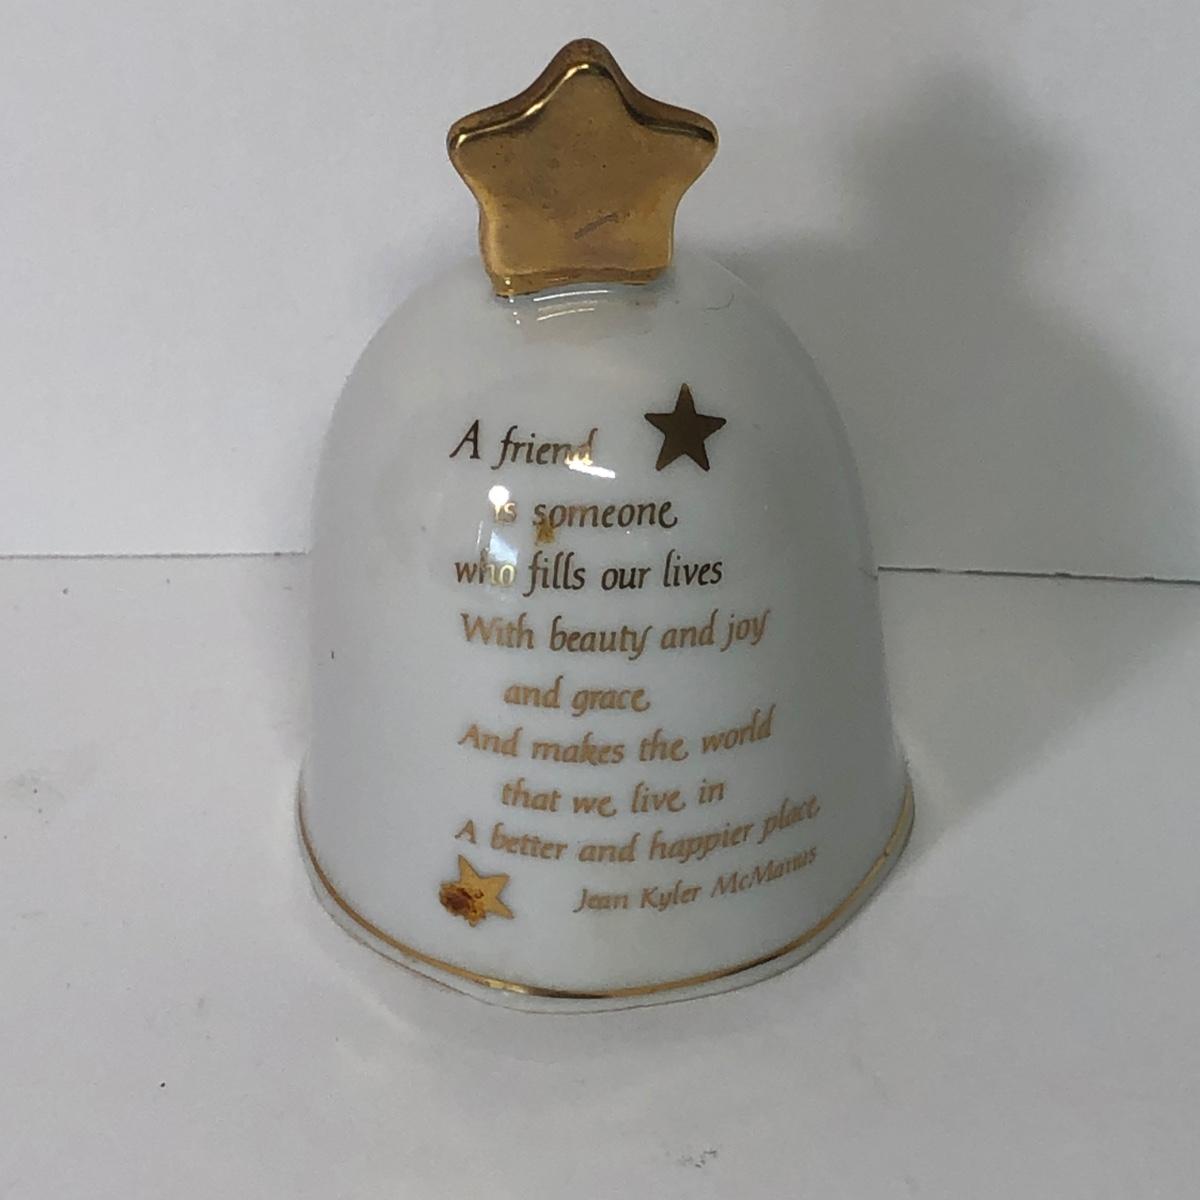 A friend
is someone
who fills our lives
With beauty and joy
and grace
And makes the world
that we live in
A better and happier place
Jean Kyler McManus